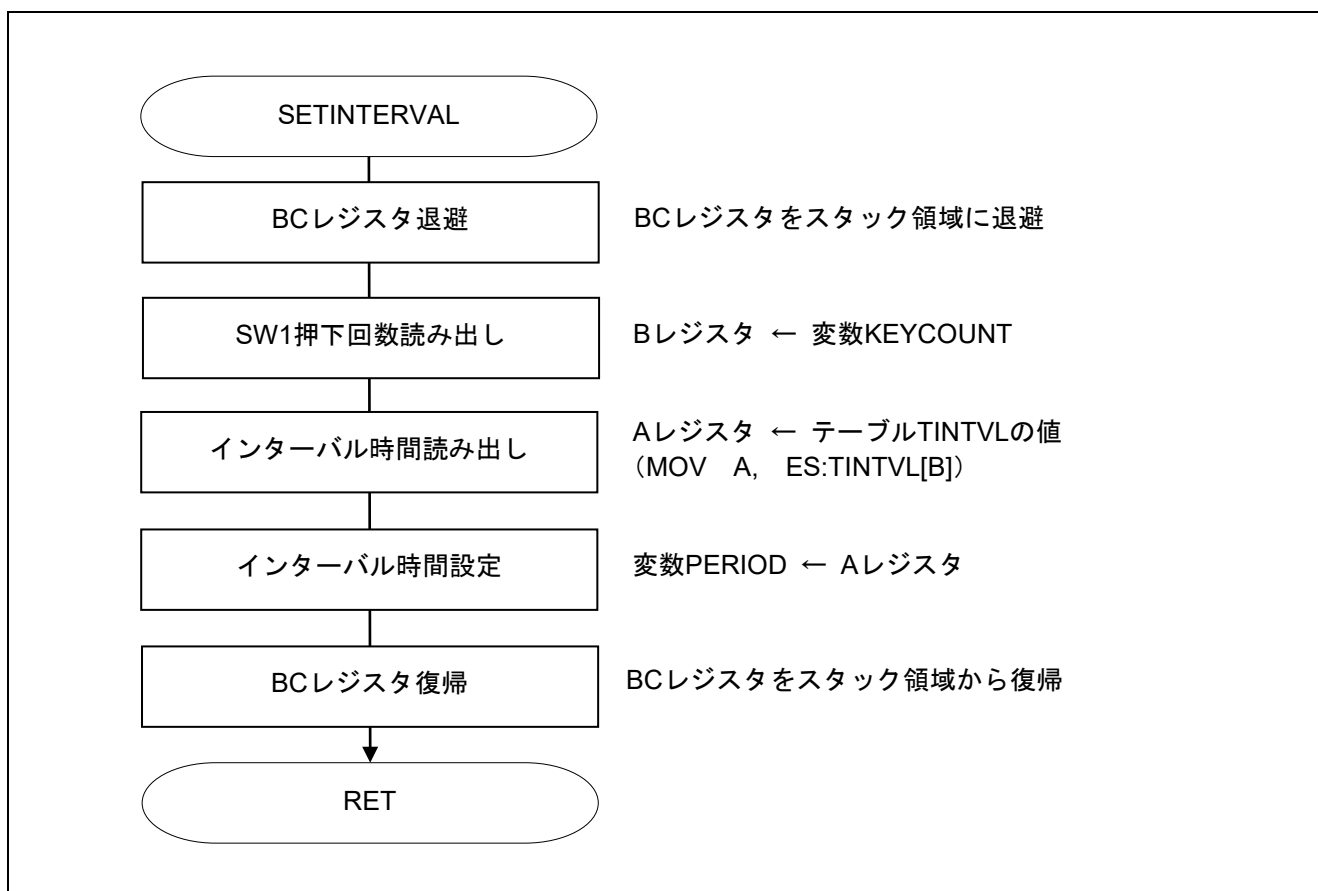 SETINTERVAL
BCレジスタ退避
BCレジスタをスタック領域に退避
SW1押下回数読み出し
Bレジスタ ← 変数KEYCOUNT
インターバル時間読み出し
Aレジスタ ← テーブルTINTVLの値
（MOV　A,　ES:TINTVL[B]）
インターバル時間設定
変数PERIOD ← Aレジスタ
BCレジスタ復帰
BCレジスタをスタック領域から復帰
RET